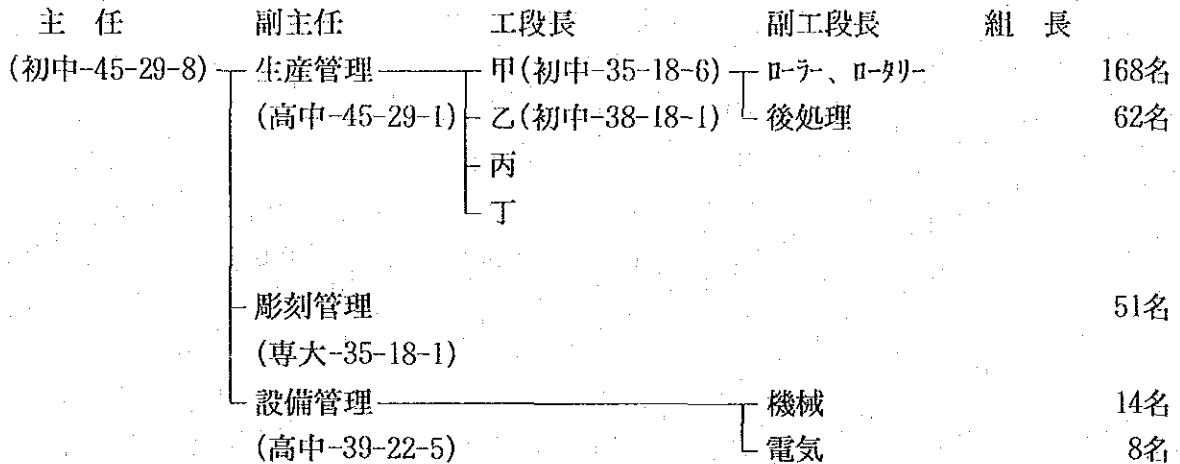 主 任 副主任 工段長 副工段長 組 長
(初中-45-29-8) 生産管理 甲(初中-35-18-6) ローラー、ロータリー 168名
(高中-45-29-1) 乙(初中-38-18-1) 後処理 62名
丙
丁
彫刻管理 51名
(専大-35-18-1)
設備管理 機械 14名
(高中-39-22-5) 電気 8名